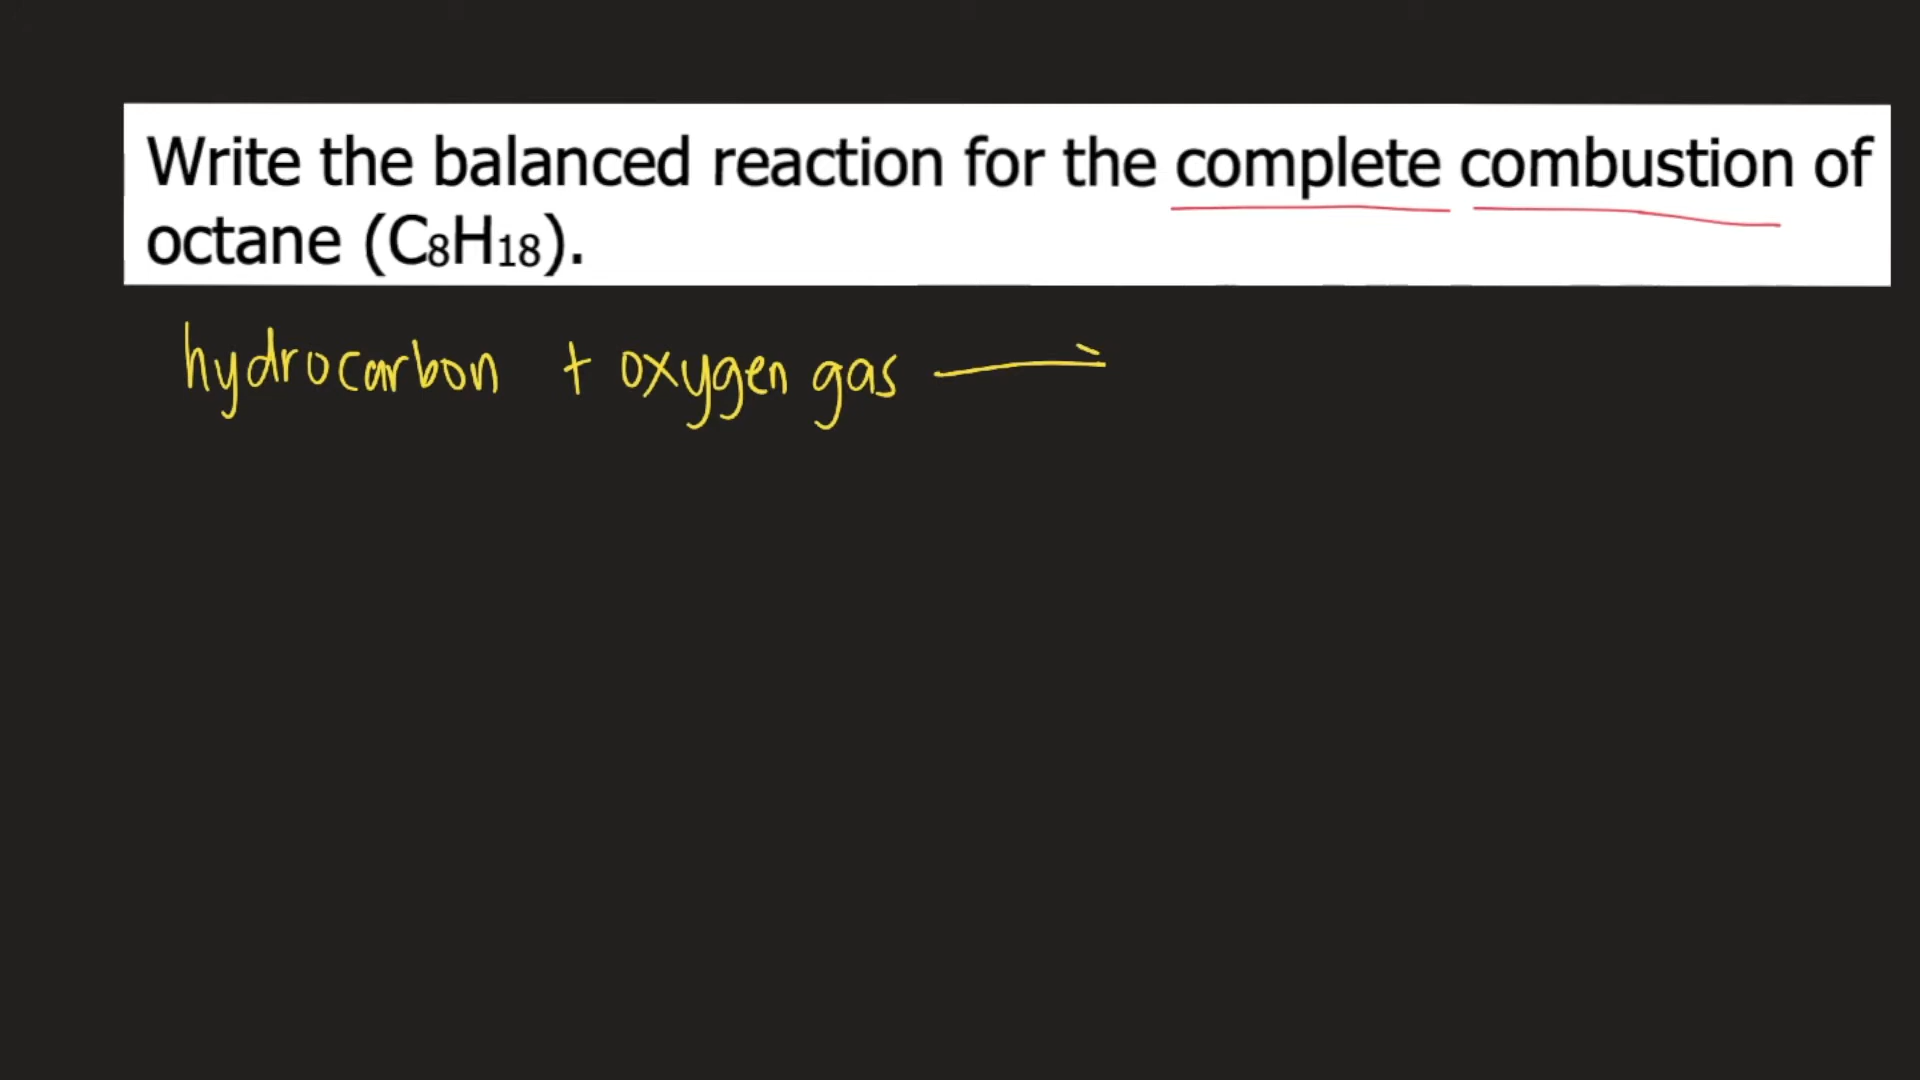 Write the balanced reaction for the complete combustion of
octane (C₈H₁₈).
hydrocarbon + oxygen gas →